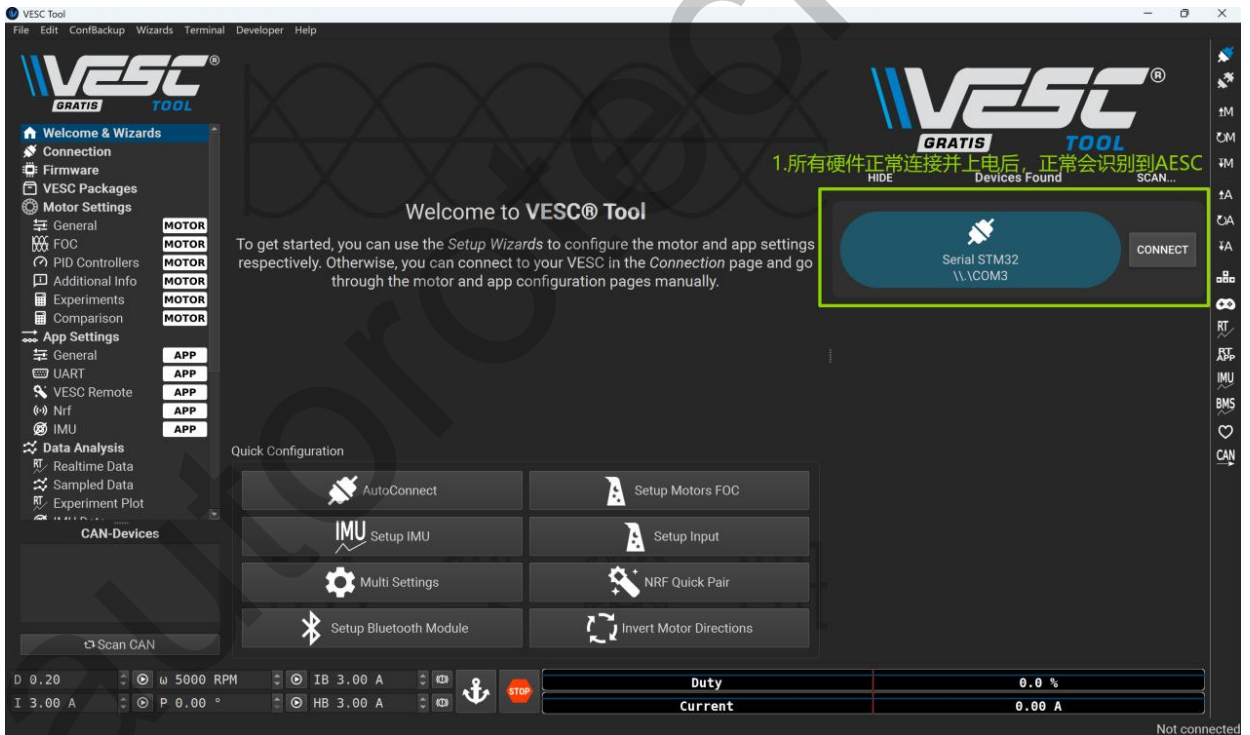 VESC Tool
File Edit ConfBackup Wizards Terminal Developer Help
VESC®
GRATIS TOOL
Welcome & Wizards
Connection
Firmware
VESC Packages
Motor Settings
General MOTOR
FOC MOTOR
PID Controllers MOTOR
Additional Info MOTOR
Experiments MOTOR
Comparison MOTOR
App Settings
General APP
UART APP
VESC Remote APP
Nrf APP
IMU APP
Data Analysis
Realtime Data
Sampled Data
Experiment Plot
CAN-Devices
Scan CAN
Welcome to VESC® Tool
To get started, you can use the Setup Wizards to configure the motor and app settings
respectively. Otherwise, you can connect to your VESC in the Connection page and go
through the motor and app configuration pages manually.
Quick Configuration
AutoConnect
Setup Motors FOC
IMU Setup IMU
Setup Input
Multi Settings
NRF Quick Pair
Setup Bluetooth Module
Invert Motor Directions
VESC®
GRATIS TOOL
1.所有硬件正常连接并上电后，正常会识别到AESC
HIDE Devices Found SCAN...
Serial STM32
\\.\COM3
CONNECT
M
M
M
A
A
A
RT
RT
APP
IMU
BMS
CAN
D 0.20 ω 5000 RPM IB 3.00 A
I 3.00 A P 0.00 ° HB 3.00 A
STOP
Duty 0.0 %
Current 0.00 A
Not connected
autorotec